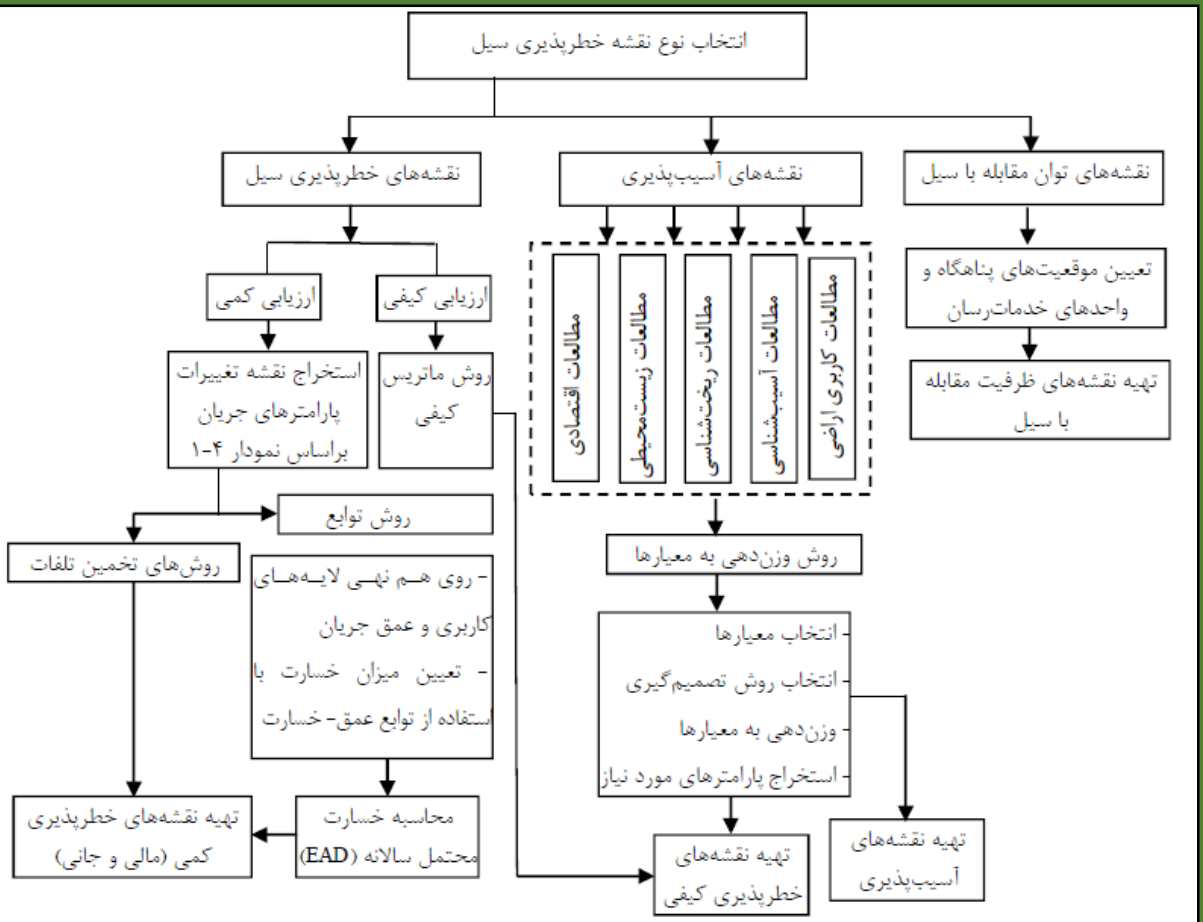 انتخاب نوع نقشه خطرپذیری سیل
نقشه‌های توان مقابله با سیل
نقشه‌های آسیب‌پذیری
نقشه‌های خطرپذیری سیل
تعیین موقعیت‌های پناهگاه و
واحدهای خدمات‌رسان
تهیه نقشه‌های ظرفیت مقابله
با سیل
مطالعات کاربری اراضی
مطالعات آسیب‌شناسی
مطالعات ریخت‌شناسی
مطالعات زیست‌محیطی
مطالعات اقتصادی
روش وزن‌دهی به معیارها
- انتخاب معیارها
- انتخاب روش تصمیم‌گیری
- وزن‌دهی به معیارها
- استخراج پارامترهای مورد نیاز
تهیه نقشه‌های
آسیب‌پذیری
تهیه نقشه‌های
خطرپذیری کیفی
ارزیابی کیفی
ارزیابی کمی
روش ماتریس
کیفی
استخراج نقشه تغییرات
پارامترهای جریان
براساس نمودار ۴-۱
روش توابع
روش‌های تخمین تلفات
- روی هـم نهـی لایـه‌هـای
کاربری و عمق جریان
- تعیین میزان خسارت با
استفاده از توابع عمق- خسارت
محاسبه خسارت
محتمل سالانه (EAD)
تهیه نقشه‌های خطرپذیری
کمی (مالی و جانی)